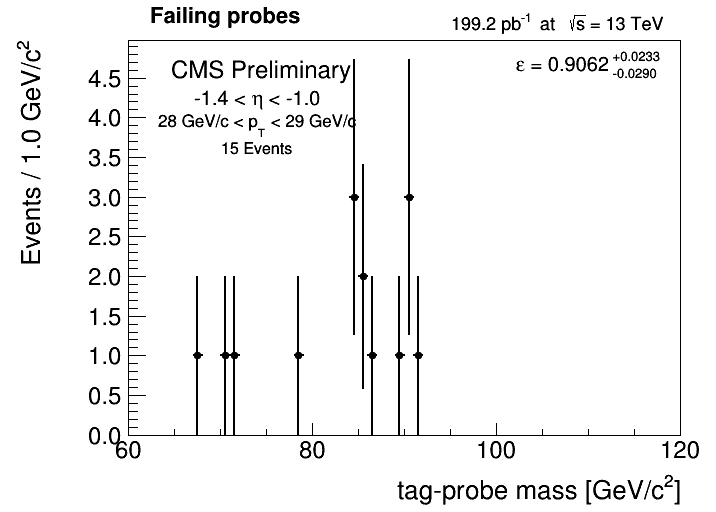 Failing probes
199.2 pb-1 at √s = 13 TeV
CMS Preliminary
ε = 0.9062 +0.0233 -0.0290
-1.4 < η < -1.0
28 GeV/c < pT < 29 GeV/c
15 Events
Events / 1.0 GeV/c2
4.5
4.0
3.5
3.0
2.5
2.0
1.5
1.0
0.5
0.0
60 80 100 120
tag-probe mass [GeV/c2]